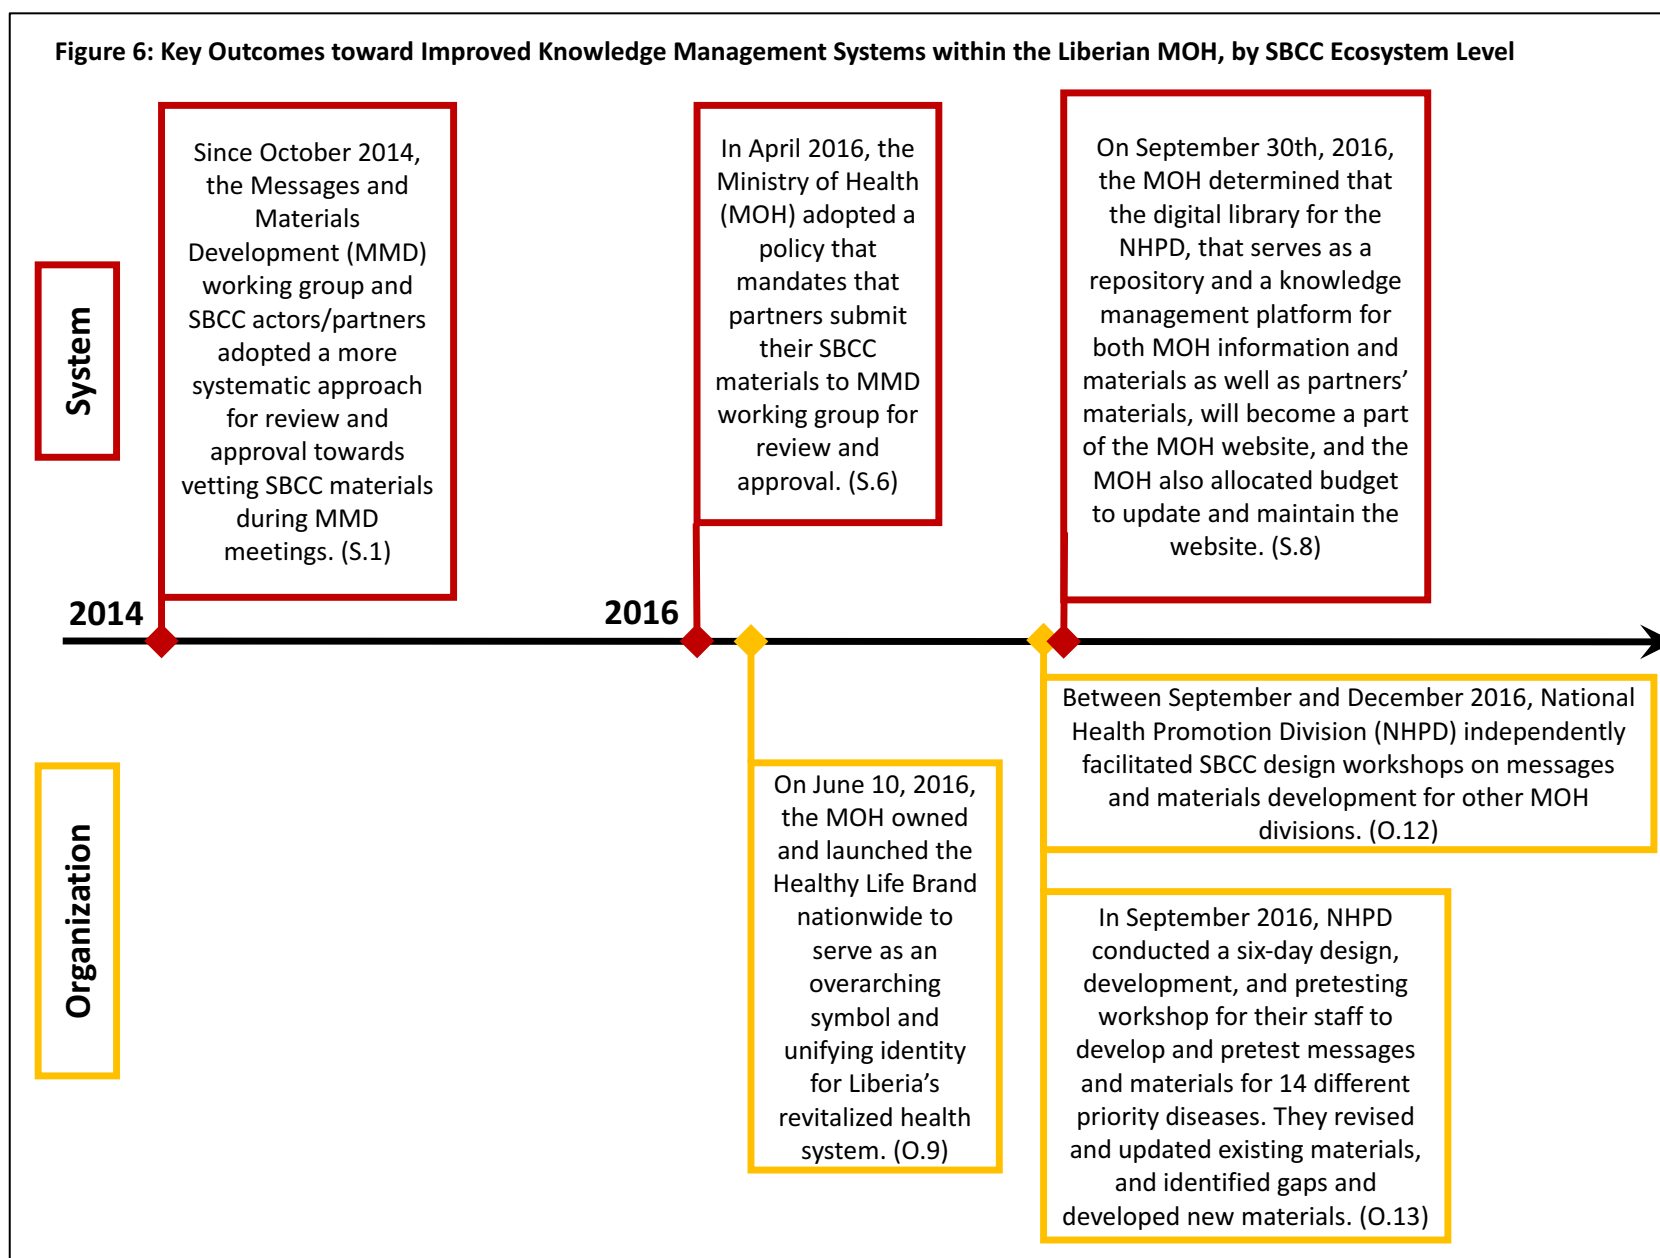 Figure 6: Key Outcomes toward Improved Knowledge Management Systems within the Liberian MOH, by SBCC Ecosystem Level
System
Since October 2014,
the Messages and
Materials
Development (MMD)
working group and
SBCC actors/partners
adopted a more
systematic approach
for review and
approval towards
vetting SBCC materials
during MMD
meetings. (S.1)
In April 2016, the
Ministry of Health
(MOH) adopted a
policy that
mandates that
partners submit
their SBCC
materials to MMD
working group for
review and
approval. (S.6)
On September 30th, 2016,
the MOH determined that
the digital library for the
NHPD, that serves as a
repository and a knowledge
management platform for
both MOH information and
materials as well as partners’
materials, will become a part
of the MOH website, and the
MOH also allocated budget
to update and maintain the
website. (S.8)
2014
2016
Organization
On June 10, 2016,
the MOH owned
and launched the
Healthy Life Brand
nationwide to
serve as an
overarching
symbol and
unifying identity
for Liberia’s
revitalized health
system. (O.9)
Between September and December 2016, National
Health Promotion Division (NHPD) independently
facilitated SBCC design workshops on messages
and materials development for other MOH
divisions. (O.12)
In September 2016, NHPD
conducted a six-day design,
development, and pretesting
workshop for their staff to
develop and pretest messages
and materials for 14 different
priority diseases. They revised
and updated existing materials,
and identified gaps and
developed new materials. (O.13)